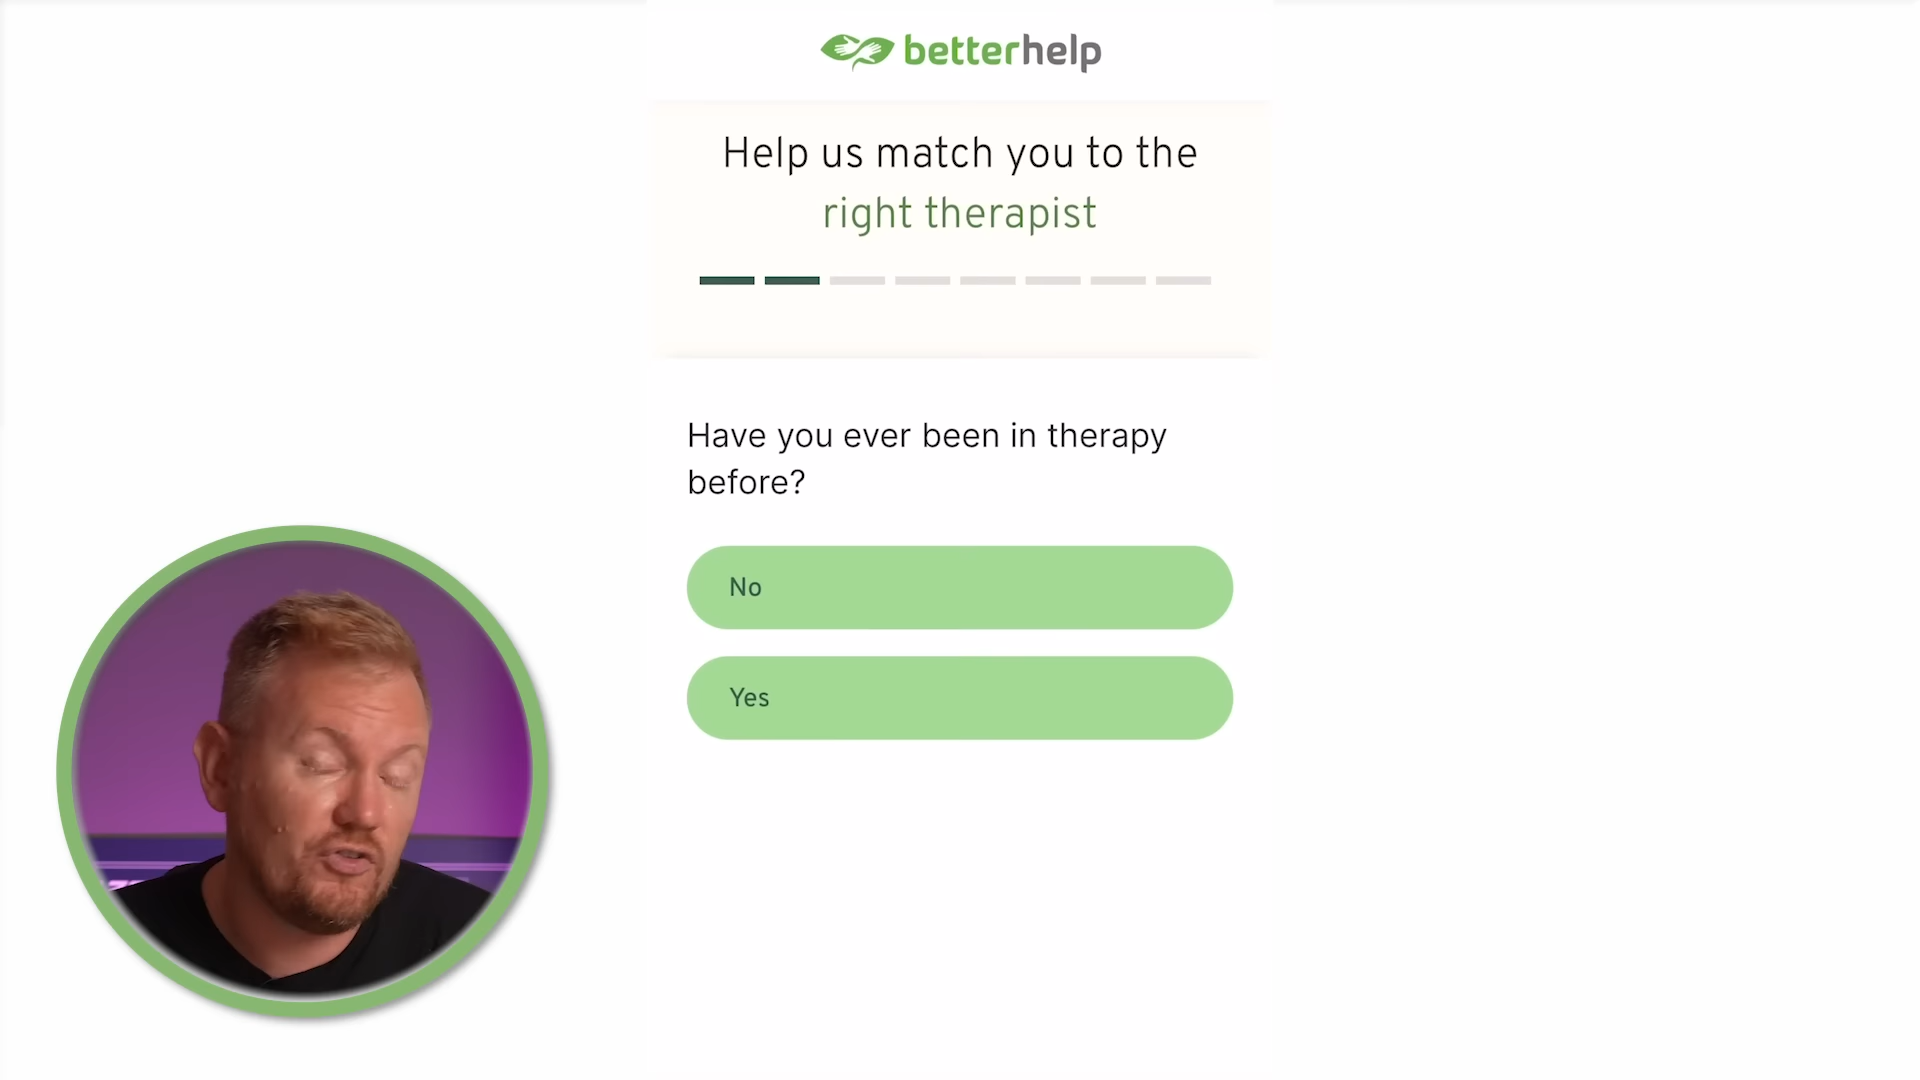 betterhelp
Help us match you to the
right therapist
Have you ever been in therapy
before?
No
Yes